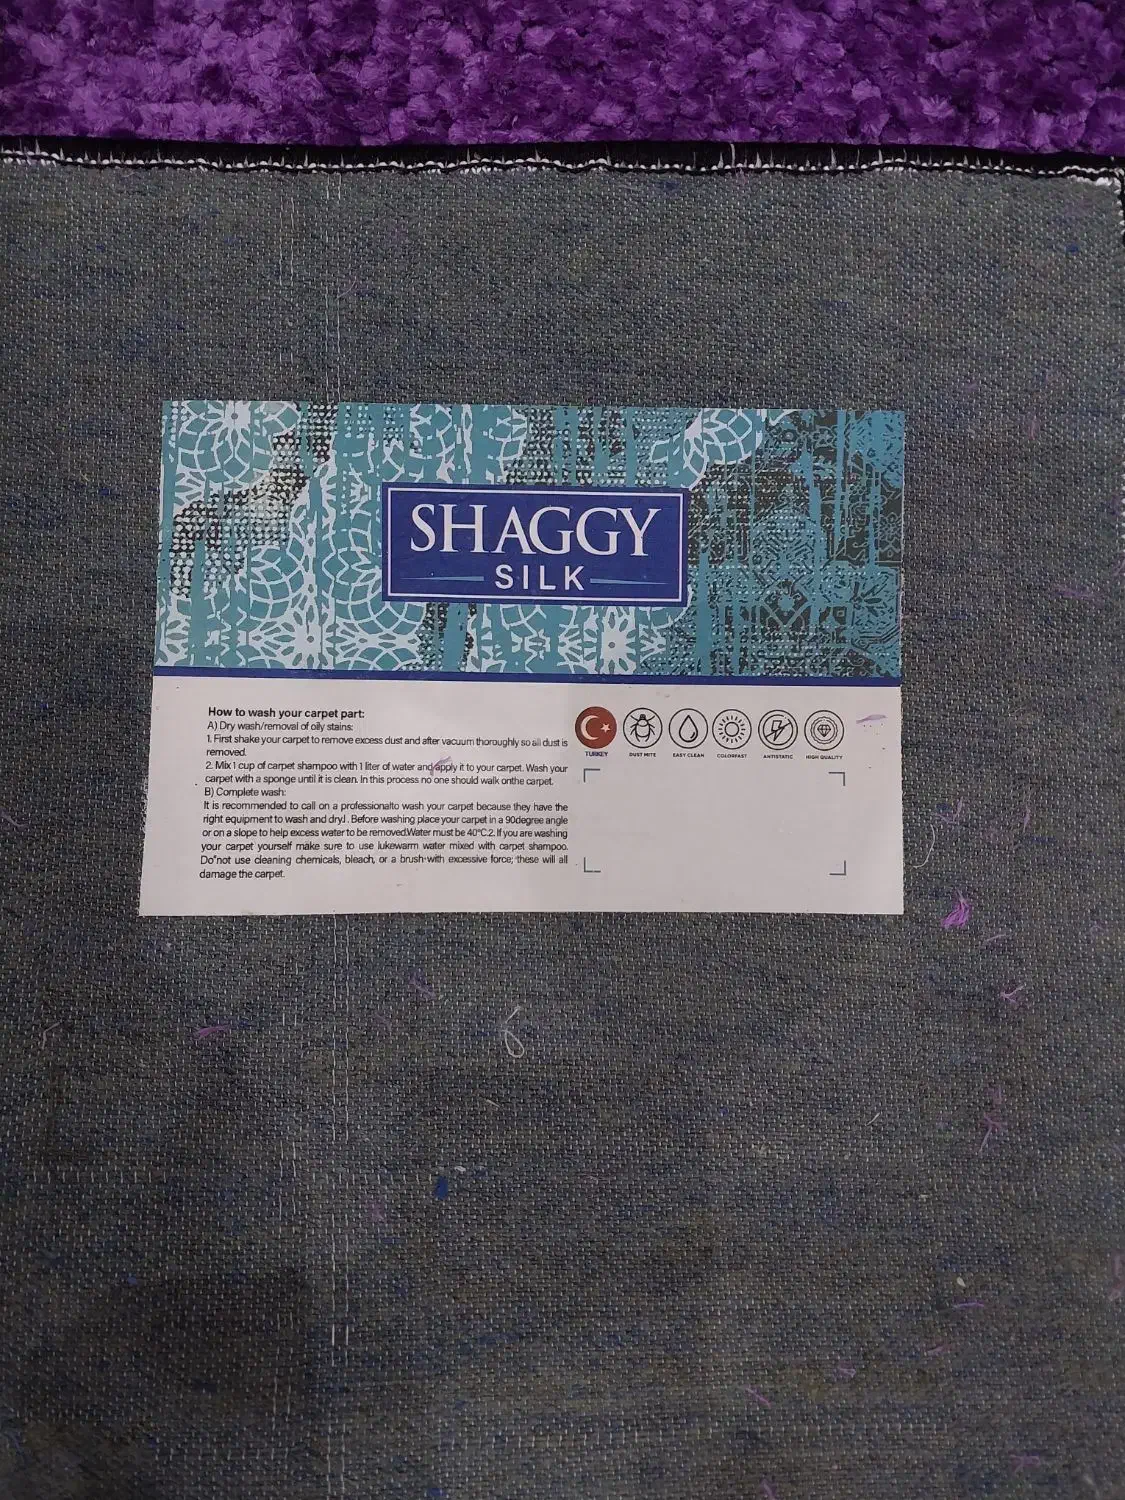 SHAGGY
SILK
How to wash your carpet part:
A) Dry wash/removal of oily stains:
1. First shake your carpet to remove excess dust and after vacuum thoroughly so all dust is
removed.
2. Mix 1 cup of carpet shampoo with 1 liter of water and apply it to your carpet. Wash your
carpet with a sponge until it is clean. In this process no one should walk onthe carpet.
B) Complete wash:
It is recommended to call on a professionalto wash your carpet because they have the
right equipment to wash and dry.l . Before washing place your carpet in a 90degree angle
or on a slope to help excess water to be removed.Water must be 40°C.2. If you are washing
your carpet yourself make sure to use lukewarm water mixed with carpet shampoo.
Do'not use cleaning chemicals, bleach, or a brush-with excessive force; these will all
damage the carpet.
TURKEY
DUST MITE
EASY CLEAN
COLORFAST
ANTISTATIC
HIGH QUALITY